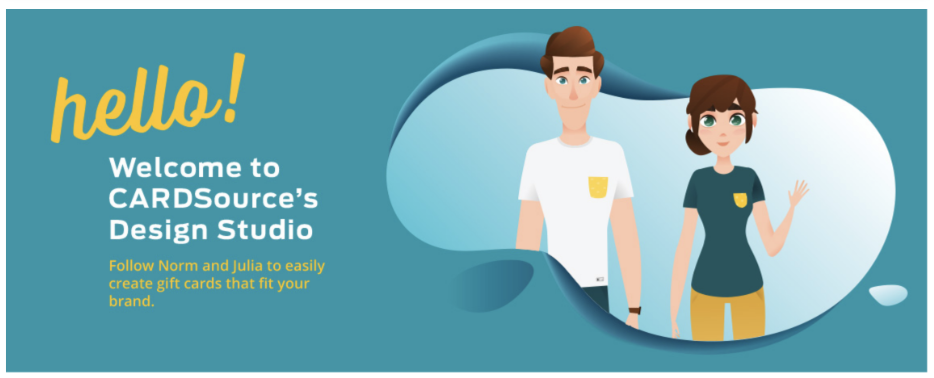 hello!
Welcome to
CARDSource's
Design Studio
Follow Norm and Julia to easily
create gift cards that fit your
brand.